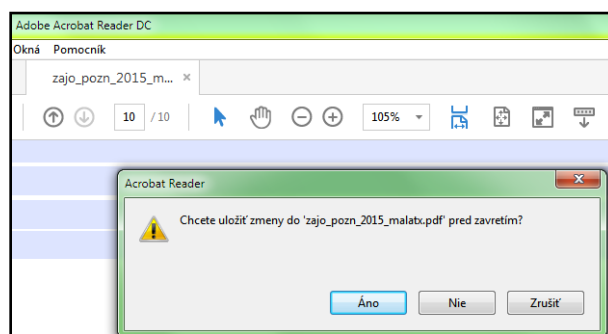 Adobe Acrobat Reader DC
Okná Pomocník
zajo_pozn_2015_m... ×
10 / 10 105%
Acrobat Reader
Chcete uložiť zmeny do 'zajo_pozn_2015_malatx.pdf' pred zavretím?
Áno Nie Zrušiť